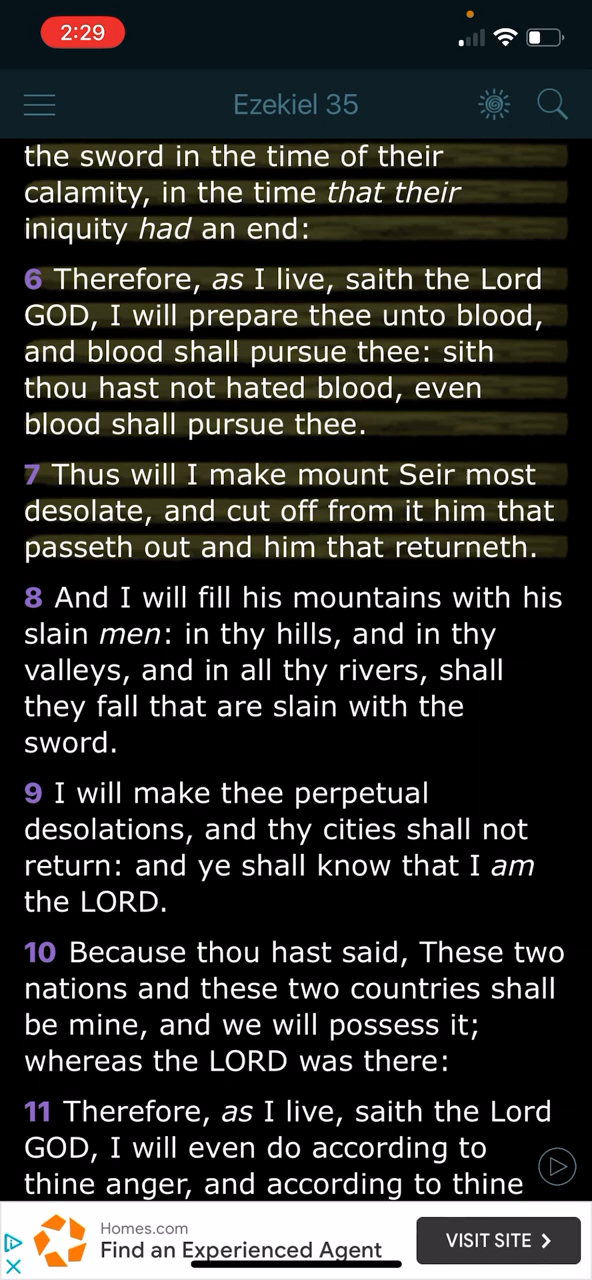 2:29
Ezekiel 35
the sword in the time of their
calamity, in the time that their
iniquity had an end:
6 Therefore, as I live, saith the Lord
GOD, I will prepare thee unto blood,
and blood shall pursue thee: sith
thou hast not hated blood, even
blood shall pursue thee.
7 Thus will I make mount Seir most
desolate, and cut off from it him that
passeth out and him that returneth.
8 And I will fill his mountains with his
slain men: in thy hills, and in thy
valleys, and in all thy rivers, shall
they fall that are slain with the
sword.
9 I will make thee perpetual
desolations, and thy cities shall not
return: and ye shall know that I am
the LORD.
10 Because thou hast said, These two
nations and these two countries shall
be mine, and we will possess it;
whereas the LORD was there:
11 Therefore, as I live, saith the Lord
GOD, I will even do according to
thine anger, and according to thine
Homes.com
Find an Experienced Agent
VISIT SITE